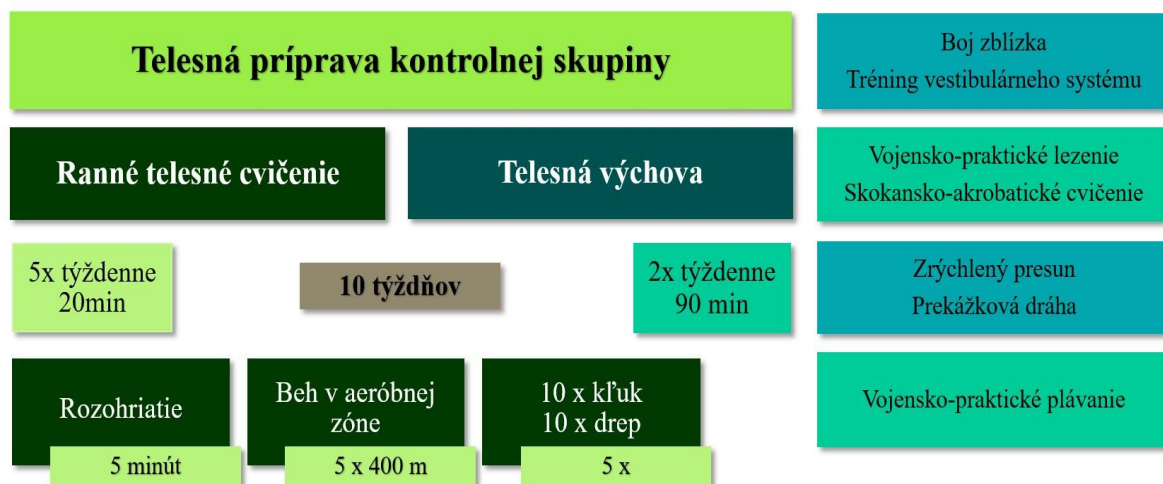 Telesná príprava kontrolnej skupiny
Ranné telesné cvičenie
Telesná výchova
5x týždenne
20min
10 týždňov
2x týždenne
90 min
Rozohriatie
5 minút
Beh v aeróbnej
zóne
5 x 400 m
10 x kľuk
10 x drep
5 x
Boj zblízka
Tréning vestibulárneho systému
Vojensko-praktické lezenie
Skokansko-akrobatické cvičenie
Zrýchlený presun
Prekážková dráha
Vojensko-praktické plávanie